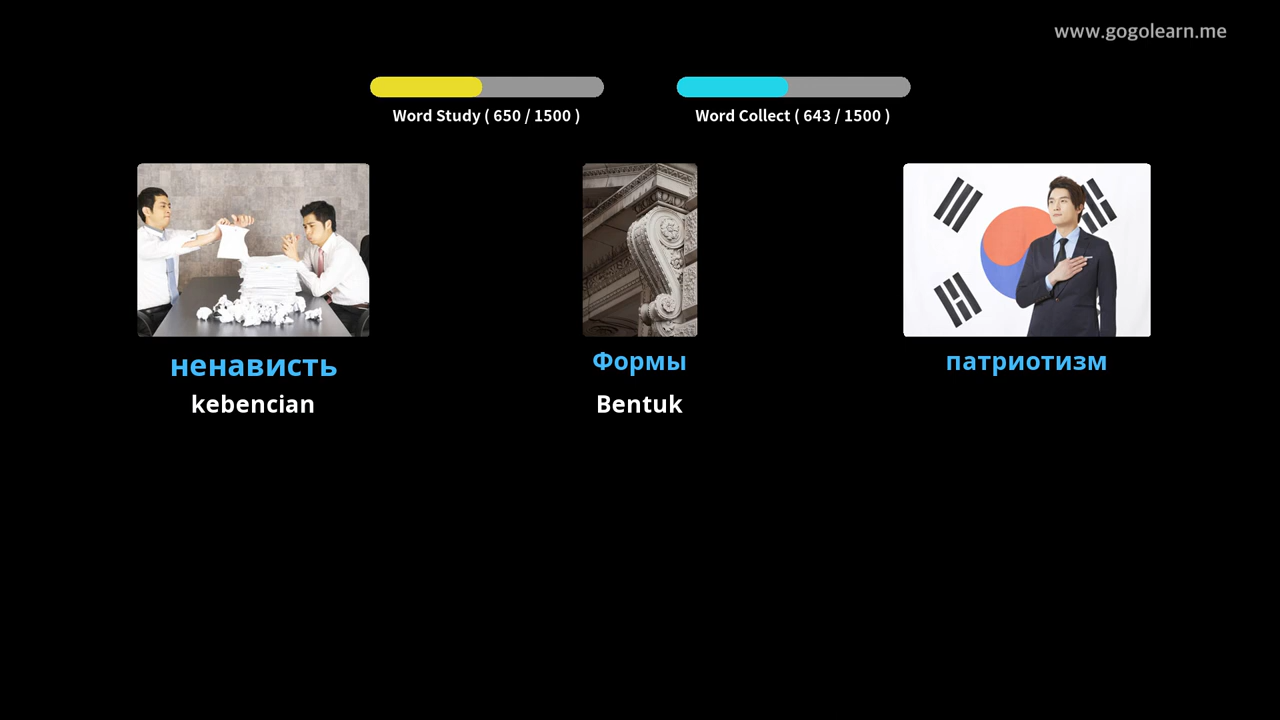 www.gogolearn.me
Word Study ( 650 / 1500 )
Word Collect ( 643 / 1500 )
ненависть
kebencian
Формы
Bentuk
патриотизм